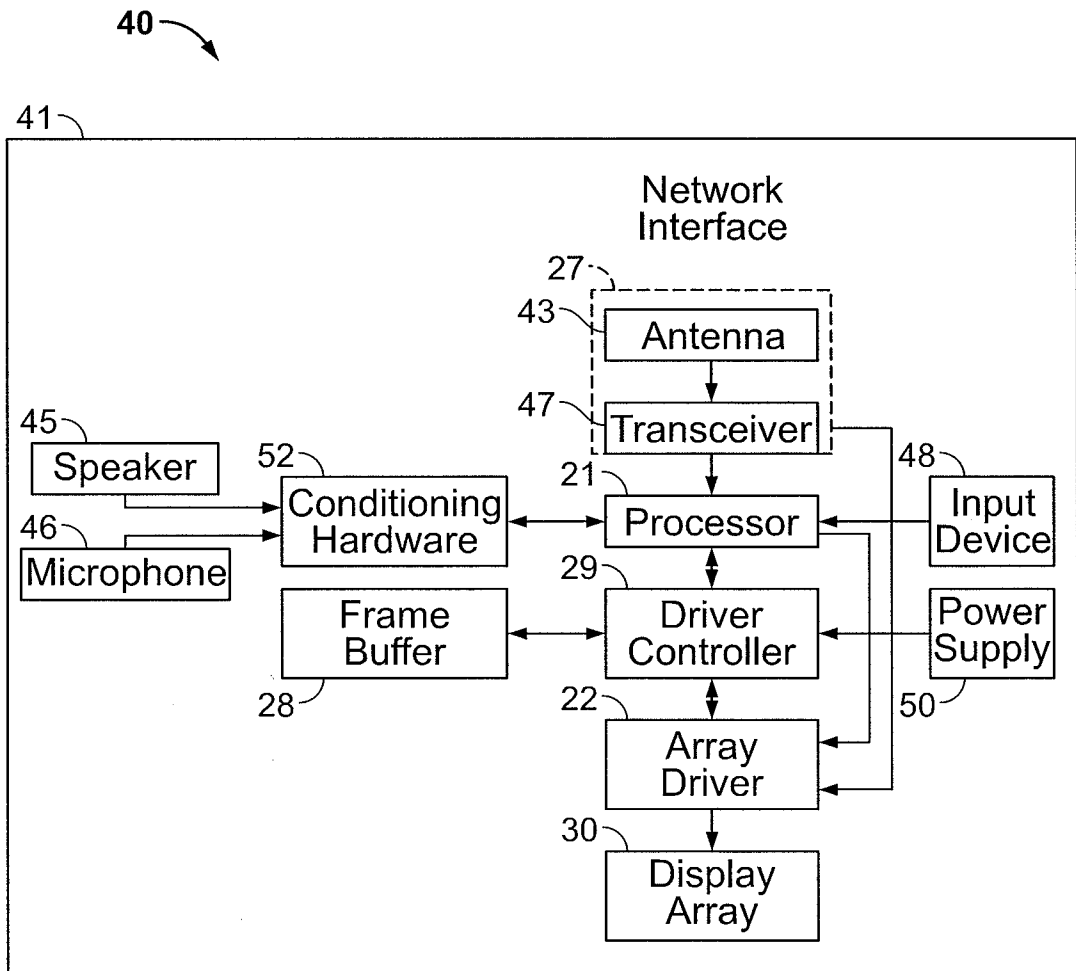 40
41
Network
Interface
27
43
Antenna
47
Transceiver
45
Speaker
52
Conditioning
Hardware
21
Processor
48
Input
Device
46
Microphone
29
Driver
Controller
Frame
Buffer
28
Power
Supply
50
22
Array
Driver
30
Display
Array